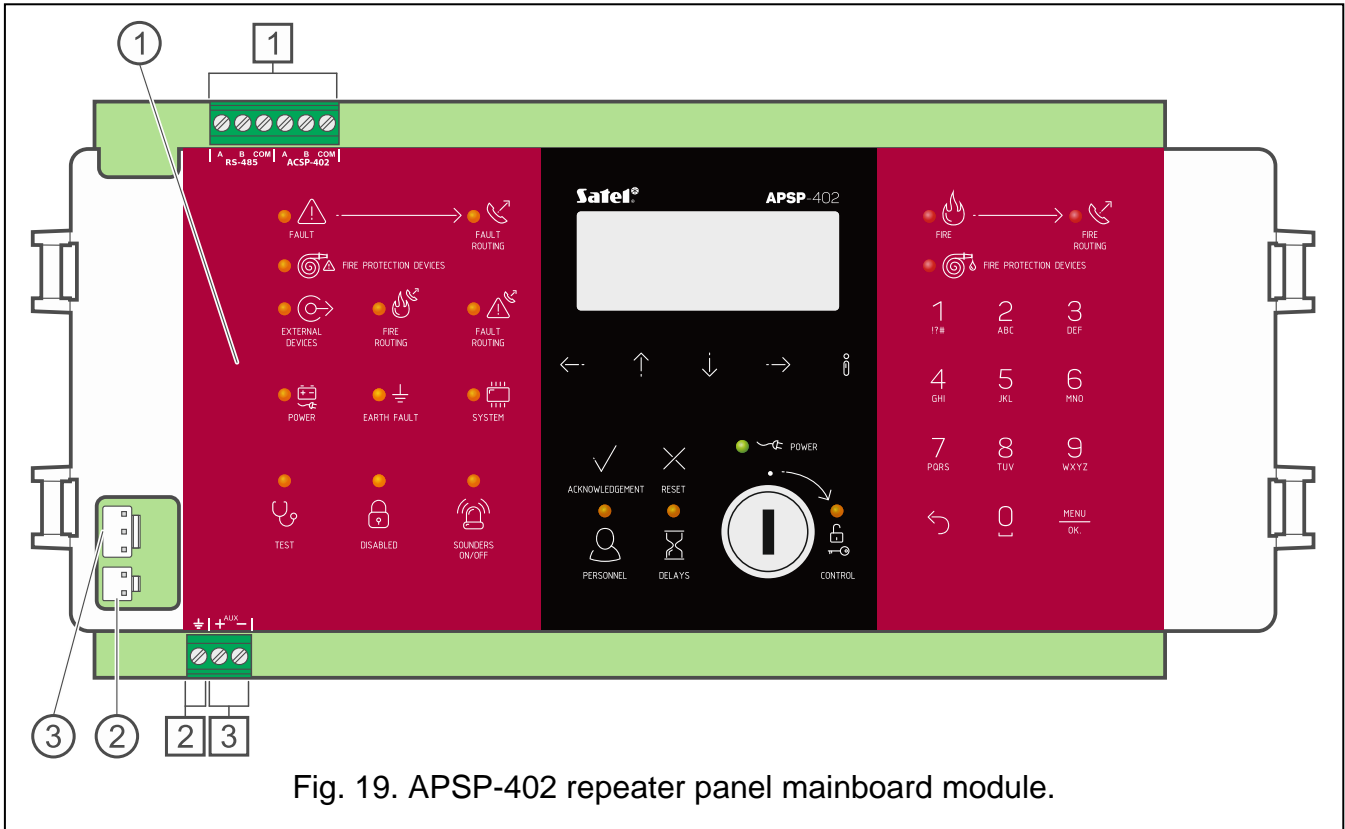 1 1
A B COM A B COM
RS-485 ACSP-402
Satel® APSP-402
FAULT FAULT ROUTING
FIRE PROTECTION DEVICES
EXTERNAL DEVICES FIRE ROUTING FAULT ROUTING
POWER EARTH FAULT SYSTEM
TEST DISABLED SOUNDERS ON/OFF
i
POWER
ACKNOWLEDGEMENT RESET
PERSONNEL DELAYS CONTROL
FIRE FIRE ROUTING
FIRE PROTECTION DEVICES
1 2 3
!?# ABC DEF
4 5 6
GHI JKL MNO
7 8 9
PQRS TUV WXYZ
0 MENU
OK.
AUX
+ −
3 2 2 3
Fig. 19. APSP-402 repeater panel mainboard module.